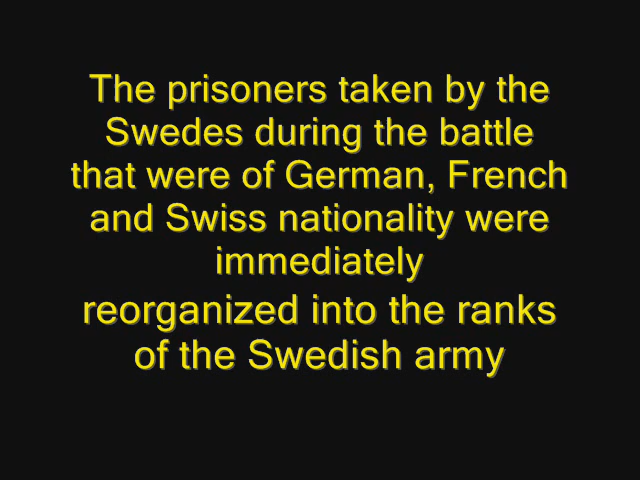 The prisoners taken by the
Swedes during the battle
that were of German, French
and Swiss nationality were
immediately
reorganized into the ranks
of the Swedish army